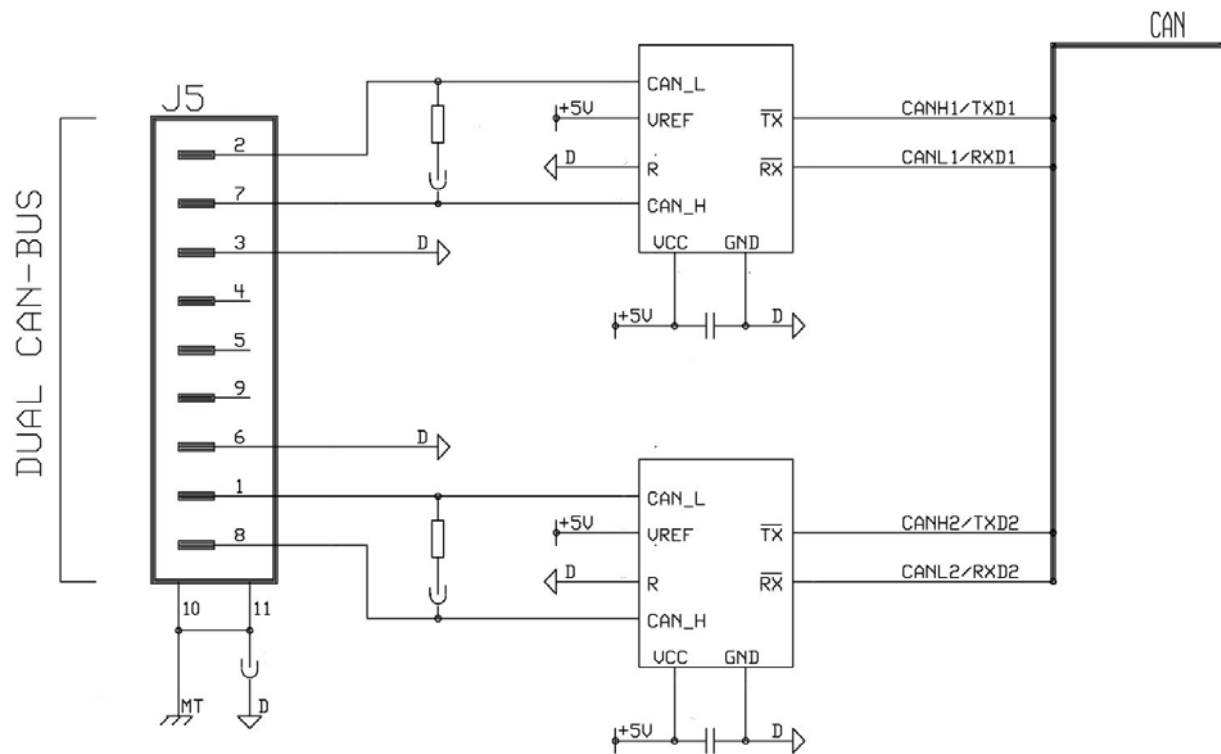 CAN
J5
DUAL CAN-BUS
2
7
3
D
4
5
9
6
D
1
8
10
11
MT
D
CAN_L
+5V
VREF
TX
CANH1/TXD1
D
R
RX
CANL1/RXD1
CAN_H
VCC
GND
+5V
D
CAN_L
+5V
VREF
TX
CANH2/TXD2
D
R
RX
CANL2/RXD2
CAN_H
VCC
GND
+5V
D